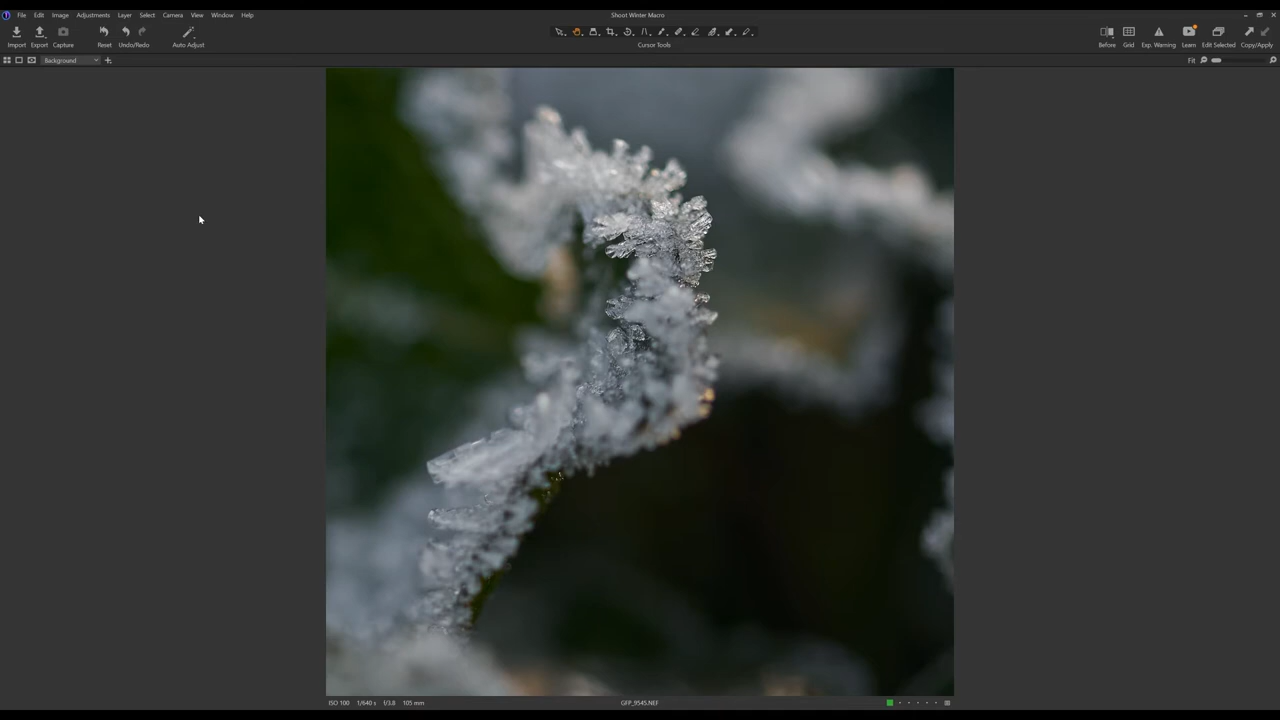 File Edit Image Adjustments Layer Select Camera View Window Help
Shoot Winter Macro
Import Export Capture Reset Undo/Redo Auto Adjust
Cursor Tools
Before Grid Exp. Warning Learn Edit Selected Copy/Apply
Background
Fit
ISO 100 1/640 s f/3.8 105 mm
GFP_9545.NEF